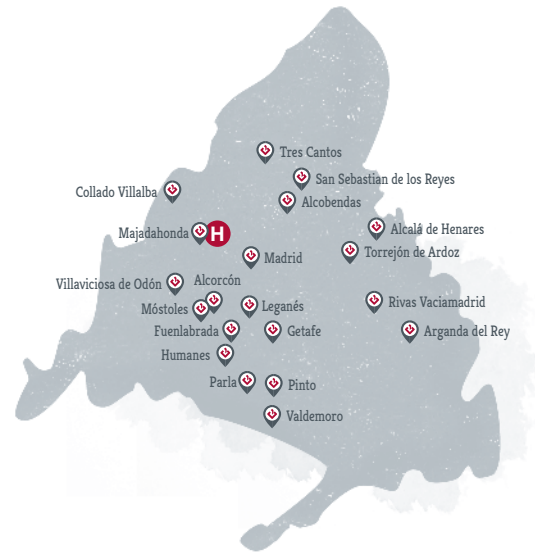 Tres Cantos
San Sebastian de los Reyes
Collado Villalba
Alcobendas
Majadahonda
H
Alcalá de Henares
Torrejón de Ardoz
Madrid
Villaviciosa de Odón
Alcorcón
Rivas Vaciamadrid
Móstoles
Leganés
Fuenlabrada
Getafe
Arganda del Rey
Humanes
Parla
Pinto
Valdemoro